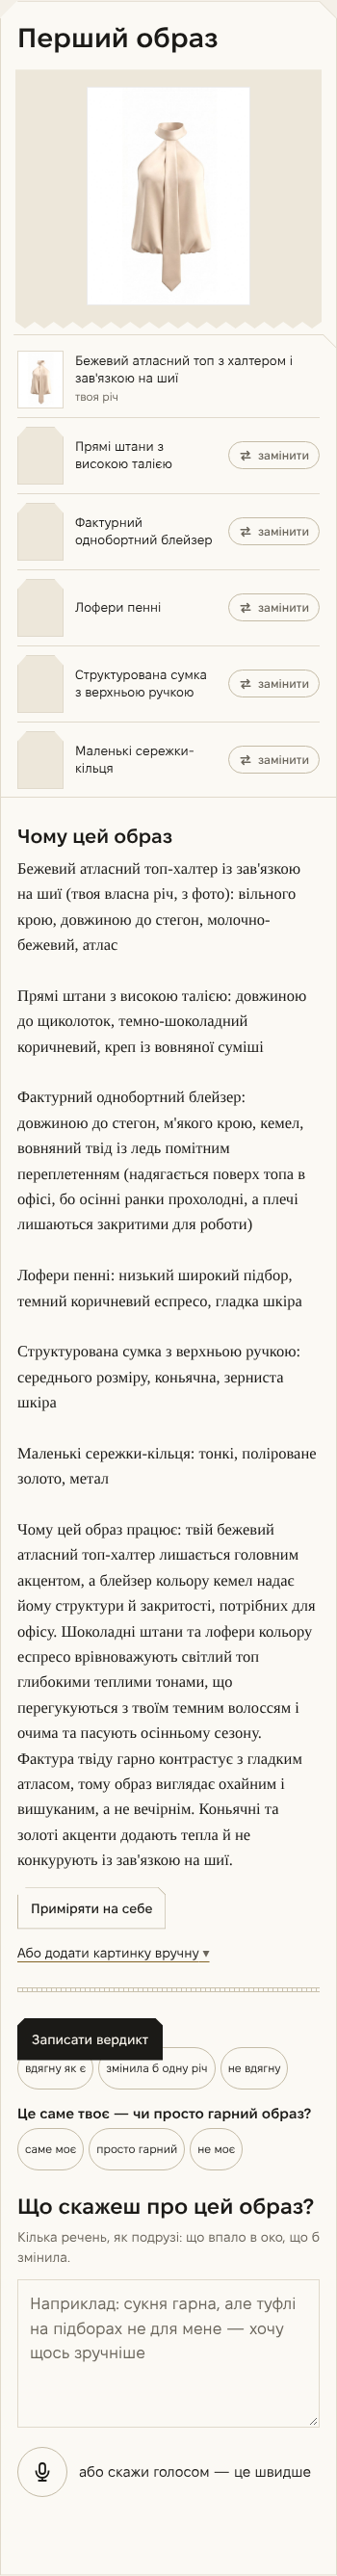 Перший образ
Бежевий атласний топ з халтером і
зав'язкою на шиї
твоя річ
Прямі штани з
високою талією
замінити
Фактурний
однобортний блейзер
замінити
Лофери пенні
замінити
Структурована сумка
з верхньою ручкою
замінити
Маленькі сережки-
кільця
замінити
Чому цей образ
Бежевий атласний топ-халтер із зав'язкою
на шиї (твоя власна річ, з фото): вільного
крою, довжиною до стегон, молочно-
бежевий, атлас
Прямі штани з високою талією: довжиною
до щиколоток, темно-шоколадний
коричневий, креп із вовняної суміші
Фактурний однобортний блейзер:
довжиною до стегон, м'якого крою, кемел,
вовняний твід із ледь помітним
переплетенням (надягається поверх топа в
офісі, бо осінні ранки прохолодні, а плечі
лишаються закритими для роботи)
Лофери пенні: низький широкий підбор,
темний коричневий еспресо, гладка шкіра
Структурована сумка з верхньою ручкою:
середнього розміру, коньячна, зерниста
шкіра
Маленькі сережки-кільця: тонкі, поліроване
золото, метал
Чому цей образ працює: твій бежевий
атласний топ-халтер лишається головним
акцентом, а блейзер кольору кемел надає
йому структури й закритості, потрібних для
офісу. Шоколадні штани та лофери кольору
еспресо врівноважують світлий топ
глибокими теплими тонами, що
перегукуються з твоїм темним волоссям і
очима та пасують осінньому сезону.
Фактура твіду гарно контрастує з гладким
атласом, тому образ виглядає охайним і
вишуканим, а не вечірнім. Коньячні та
золоті акценти додають тепла й не
конкурують із зав'язкою на шиї.
Приміряти на себе
Або додати картинку вручну ▾
Записати вердикт
вдягну як є
змінила б одну річ
не вдягну
Це саме твоє — чи просто гарний образ?
саме моє
просто гарний
не моє
Що скажеш про цей образ?
Кілька речень, як подрузі: що впало в око, що б
змінила.
Наприклад: сукня гарна, але туфлі
на підборах не для мене — хочу
щось зручніше
або скажи голосом — це швидше